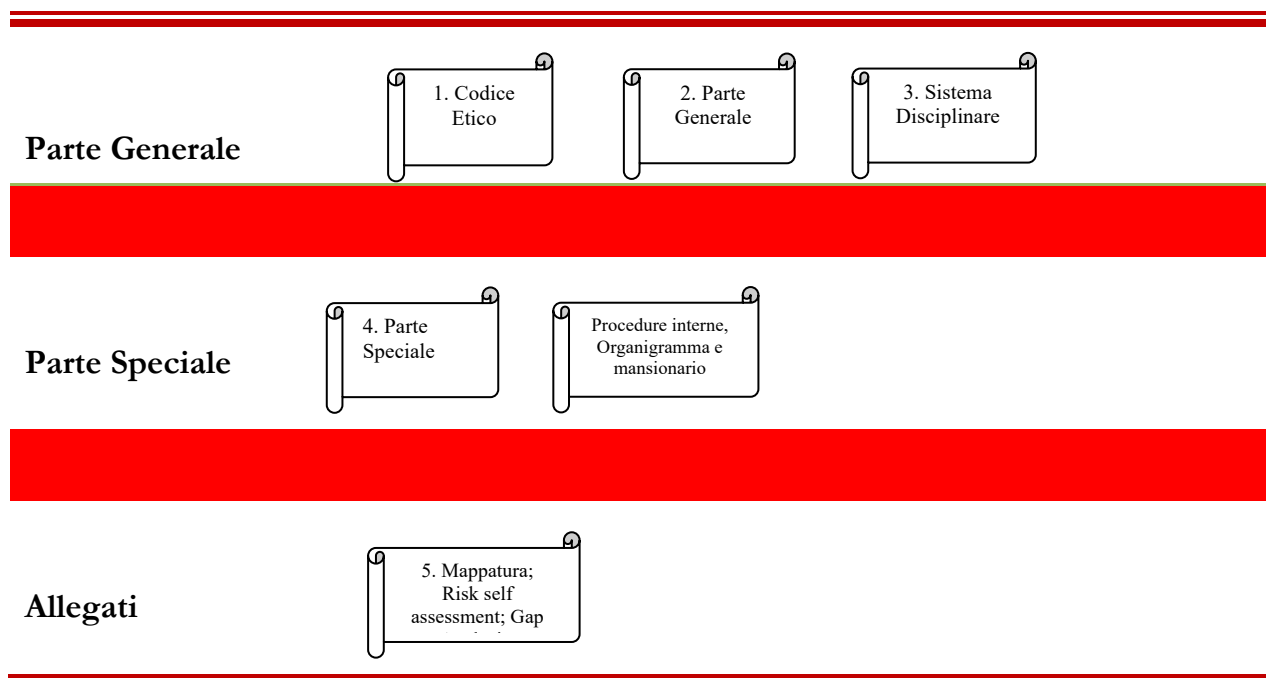 1. Codice
Etico
2. Parte
Generale
3. Sistema
Disciplinare
Parte Generale
4. Parte
Speciale
Procedure interne,
Organigramma e
mansionario
Parte Speciale
5. Mappatura;
Risk self
assessment; Gap
Allegati